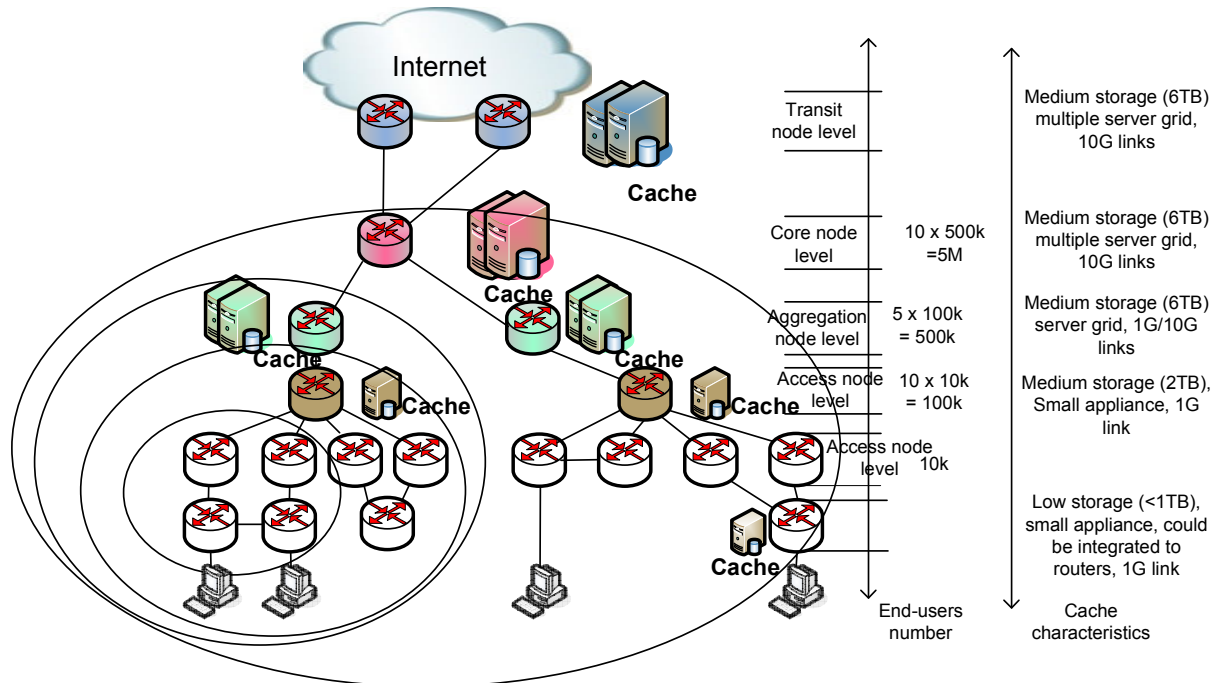 Internet
Cache
Cache
Cache
Cache
Cache
Cache
Cache
Transit
node level
Core node
level
Aggregation
node level
Access node
level
Access node
level
10 x 500k
=5M
5 x 100k
= 500k
10 x 10k
= 100k
10k
End-users
number
Medium storage (6TB)
multiple server grid,
10G links
Medium storage (6TB)
multiple server grid,
10G links
Medium storage (6TB)
server grid, 1G/10G
links
Medium storage (2TB),
Small appliance, 1G
link
Low storage (<1TB),
small appliance, could
be integrated to
routers, 1G link
Cache
characteristics